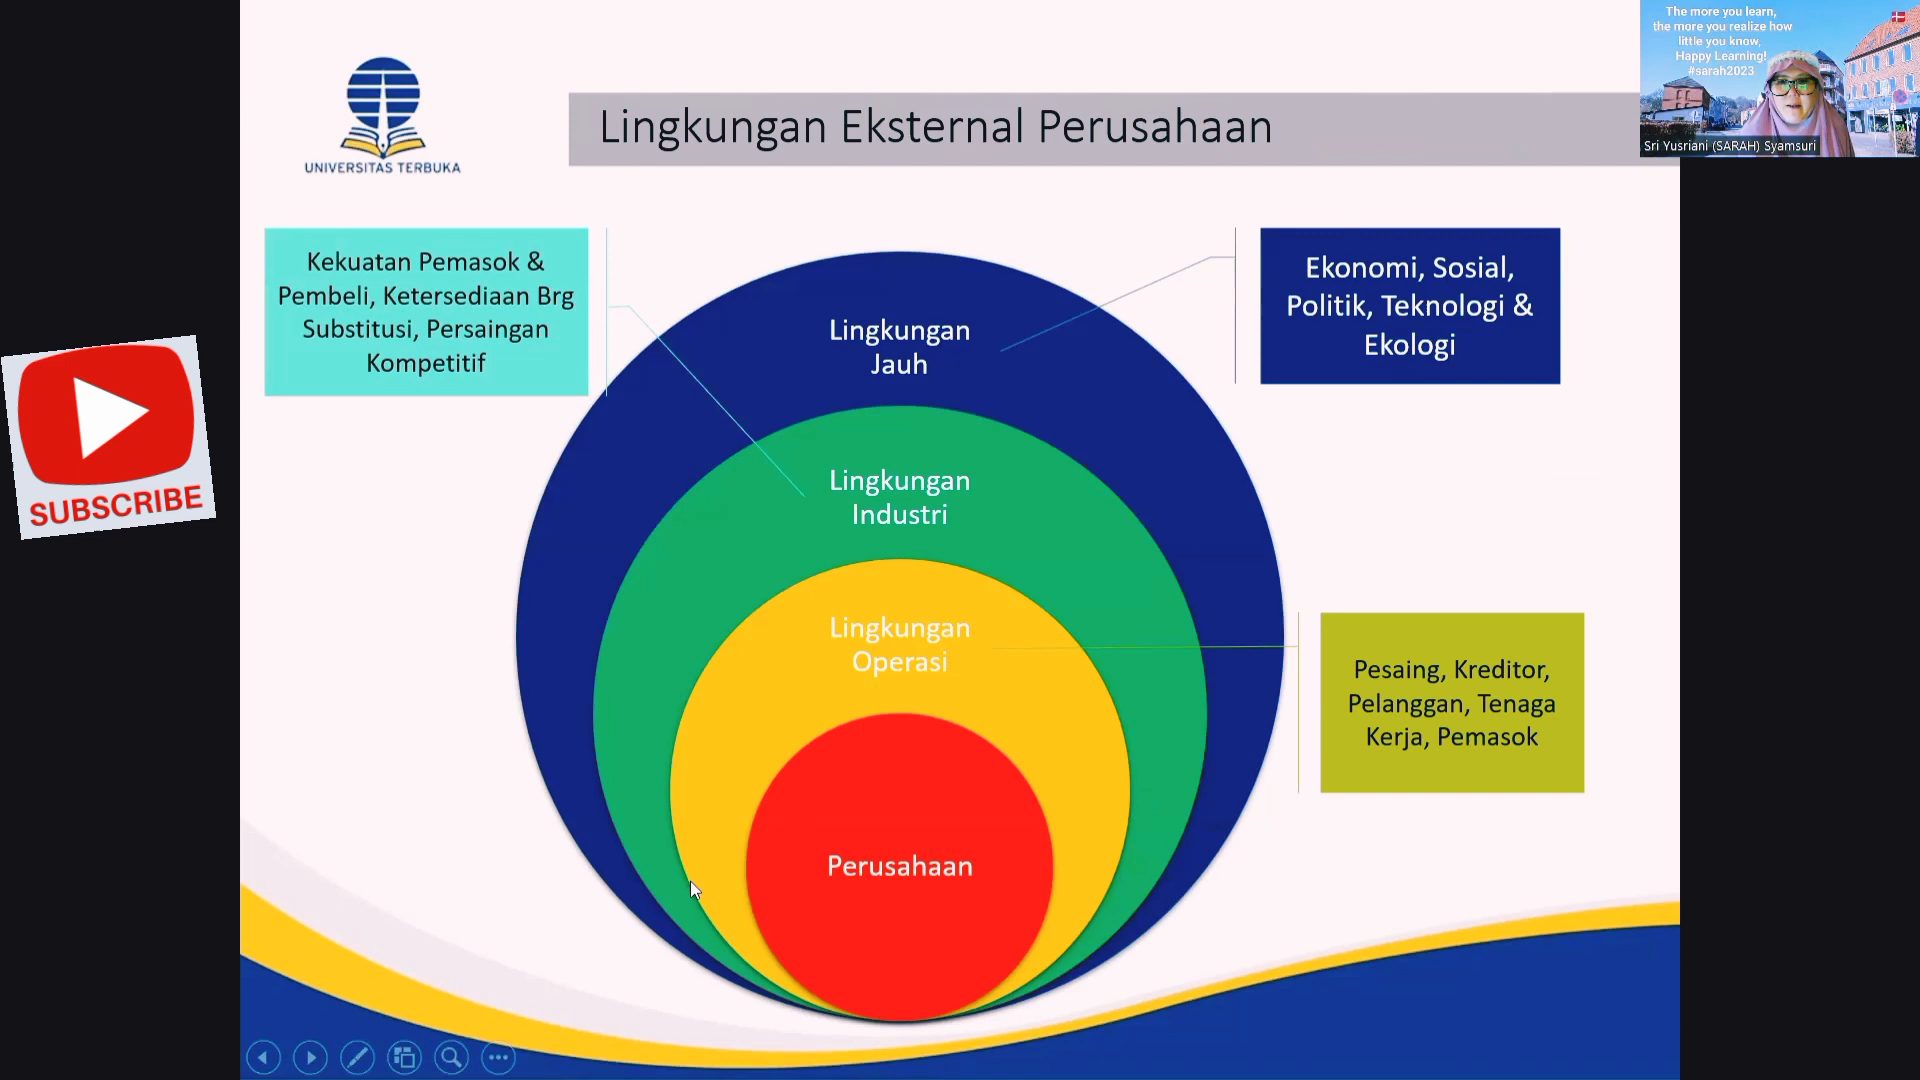 UNIVERSITAS TERBUKA
Lingkungan Eksternal Perusahaan
The more you learn,
the more you realize how
little you know,
Happy Learning!
#sarah2023
Sri Yusriani (SARAH) Syamsuri
Kekuatan Pemasok &
Pembeli, Ketersediaan Brg
Substitusi, Persaingan
Kompetitif
Ekonomi, Sosial,
Politik, Teknologi &
Ekologi
Lingkungan
Jauh
SUBSCRIBE
Lingkungan
Industri
Lingkungan
Operasi
Pesaing, Kreditor,
Pelanggan, Tenaga
Kerja, Pemasok
Perusahaan